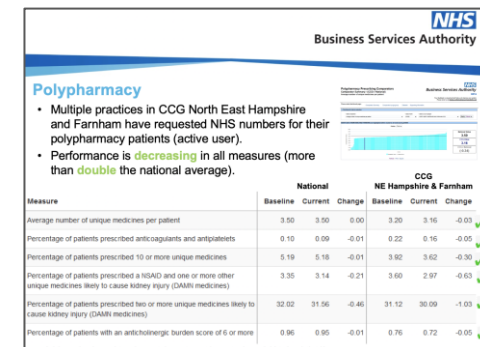 NHS
Business Services Authority
Polypharmacy
• Multiple practices in CCG North East Hampshire
and Farnham have requested NHS numbers for their
polypharmacy patients (active user).
• Performance is decreasing in all measures (more
than double the national average).
National CCG NE Hampshire & Farnham
Measure Baseline Current Change Baseline Current Change
Average number of unique medicines per patient 3.50 3.50 0.00 3.20 3.16 -0.03
Percentage of patients prescribed anticoagulants and antiplatelets 0.10 0.09 -0.01 0.22 0.16 -0.05
Percentage of patients prescribed 10 or more unique medicines 5.19 5.18 -0.01 3.92 3.62 -0.30
Percentage of patients prescribed a NSAID and one or more other
unique medicines likely to cause kidney injury (DAMN medicines) 3.35 3.14 -0.21 3.60 2.97 -0.63
Percentage of patients prescribed two or more unique medicines likely to
cause kidney injury (DAMN medicines) 32.02 31.56 -0.46 31.12 30.09 -1.03
Percentage of patients with an anticholinergic burden score of 6 or more 0.96 0.95 -0.01 0.76 0.72 -0.05